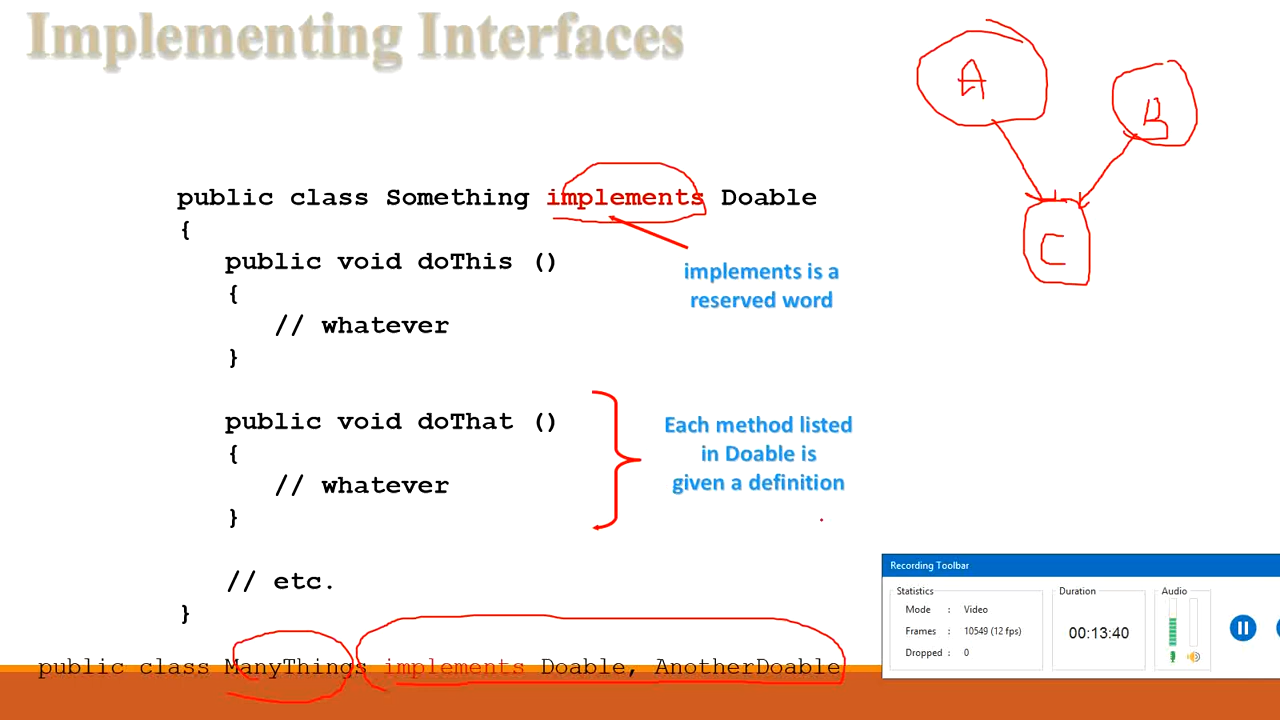 Implementing Interfaces
A
B
C
public class Something implements Doable
{
public void doThis ()
{
// whatever
}
implements is a
reserved word
public void doThat ()
{
// whatever
}
Each method listed
in Doable is
given a definition
// etc.
}
public class ManyThings implements Doable, AnotherDoable
Recording Toolbar
Statistics
Mode : Video
Frames : 10549 (12 fps)
Dropped : 0
Duration
00:13:40
Audio